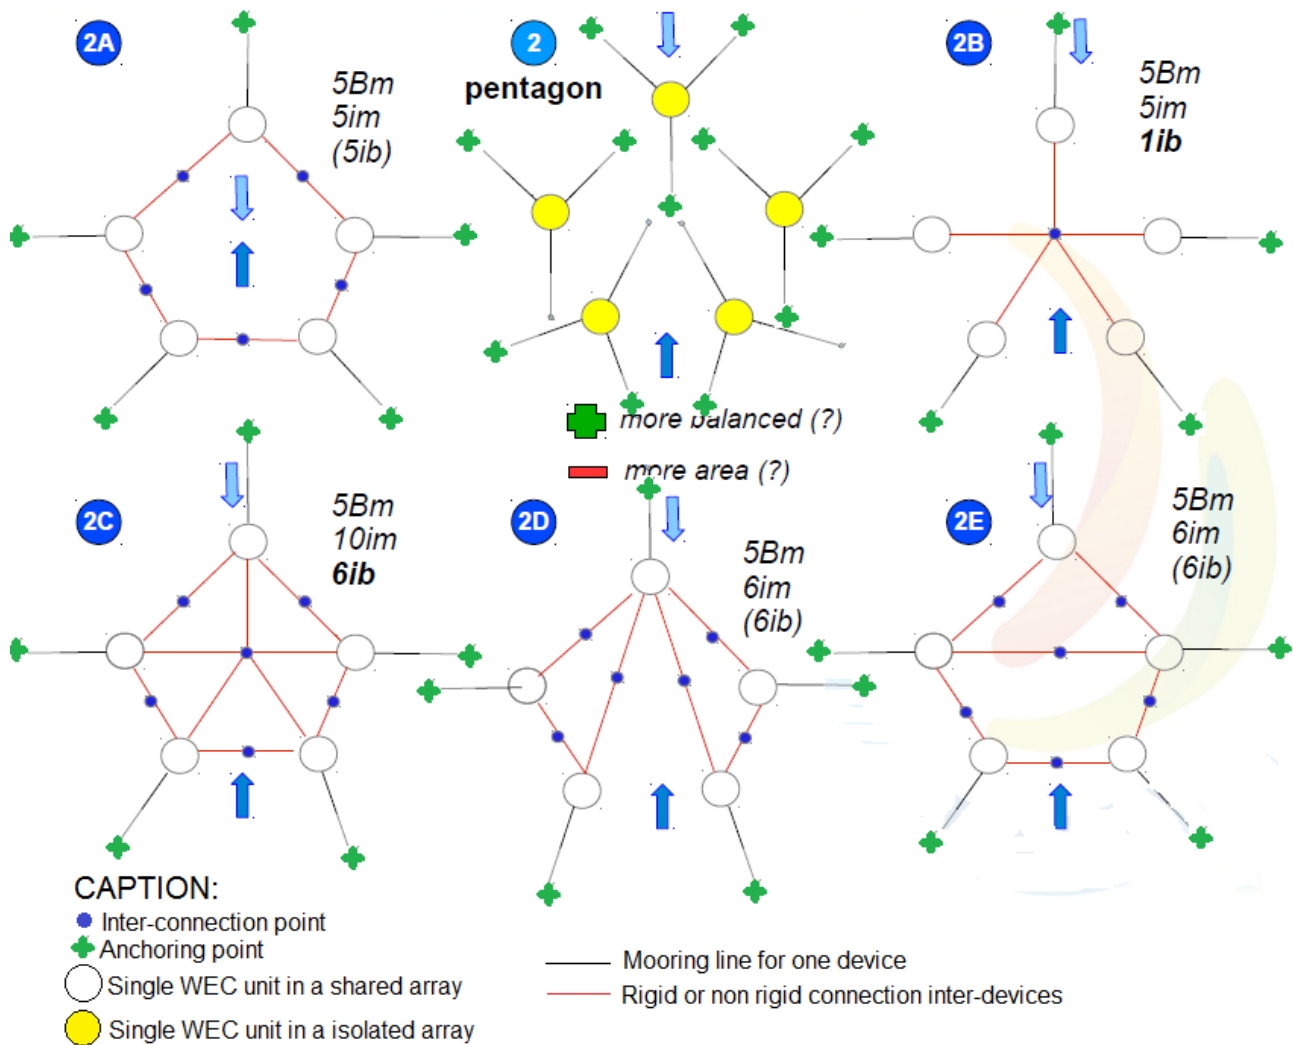 2A
5Bm
5im
(5ib)
2
pentagon
2B
5Bm
5im
1ib
more balanced (?)
more area (?)
2C
5Bm
10im
6ib
2D
5Bm
6im
(6ib)
2E
5Bm
6im
(6ib)
CAPTION:
Inter-connection point
Anchoring point
Single WEC unit in a shared array
Single WEC unit in a isolated array
Mooring line for one device
Rigid or non rigid connection inter-devices